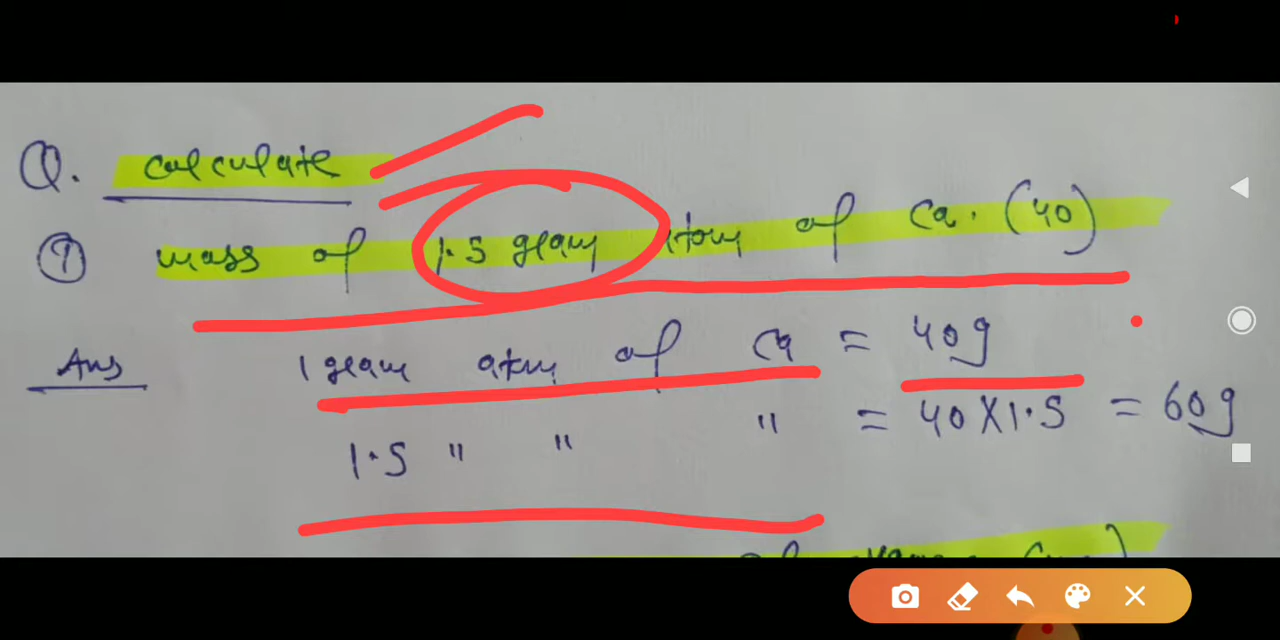 Q. Calculate
① mass of 1.5 gram atom of Ca. (40)
Ans 1 gram atom of Ca = 40g
1.5 " " " = 40X1.5 = 60g